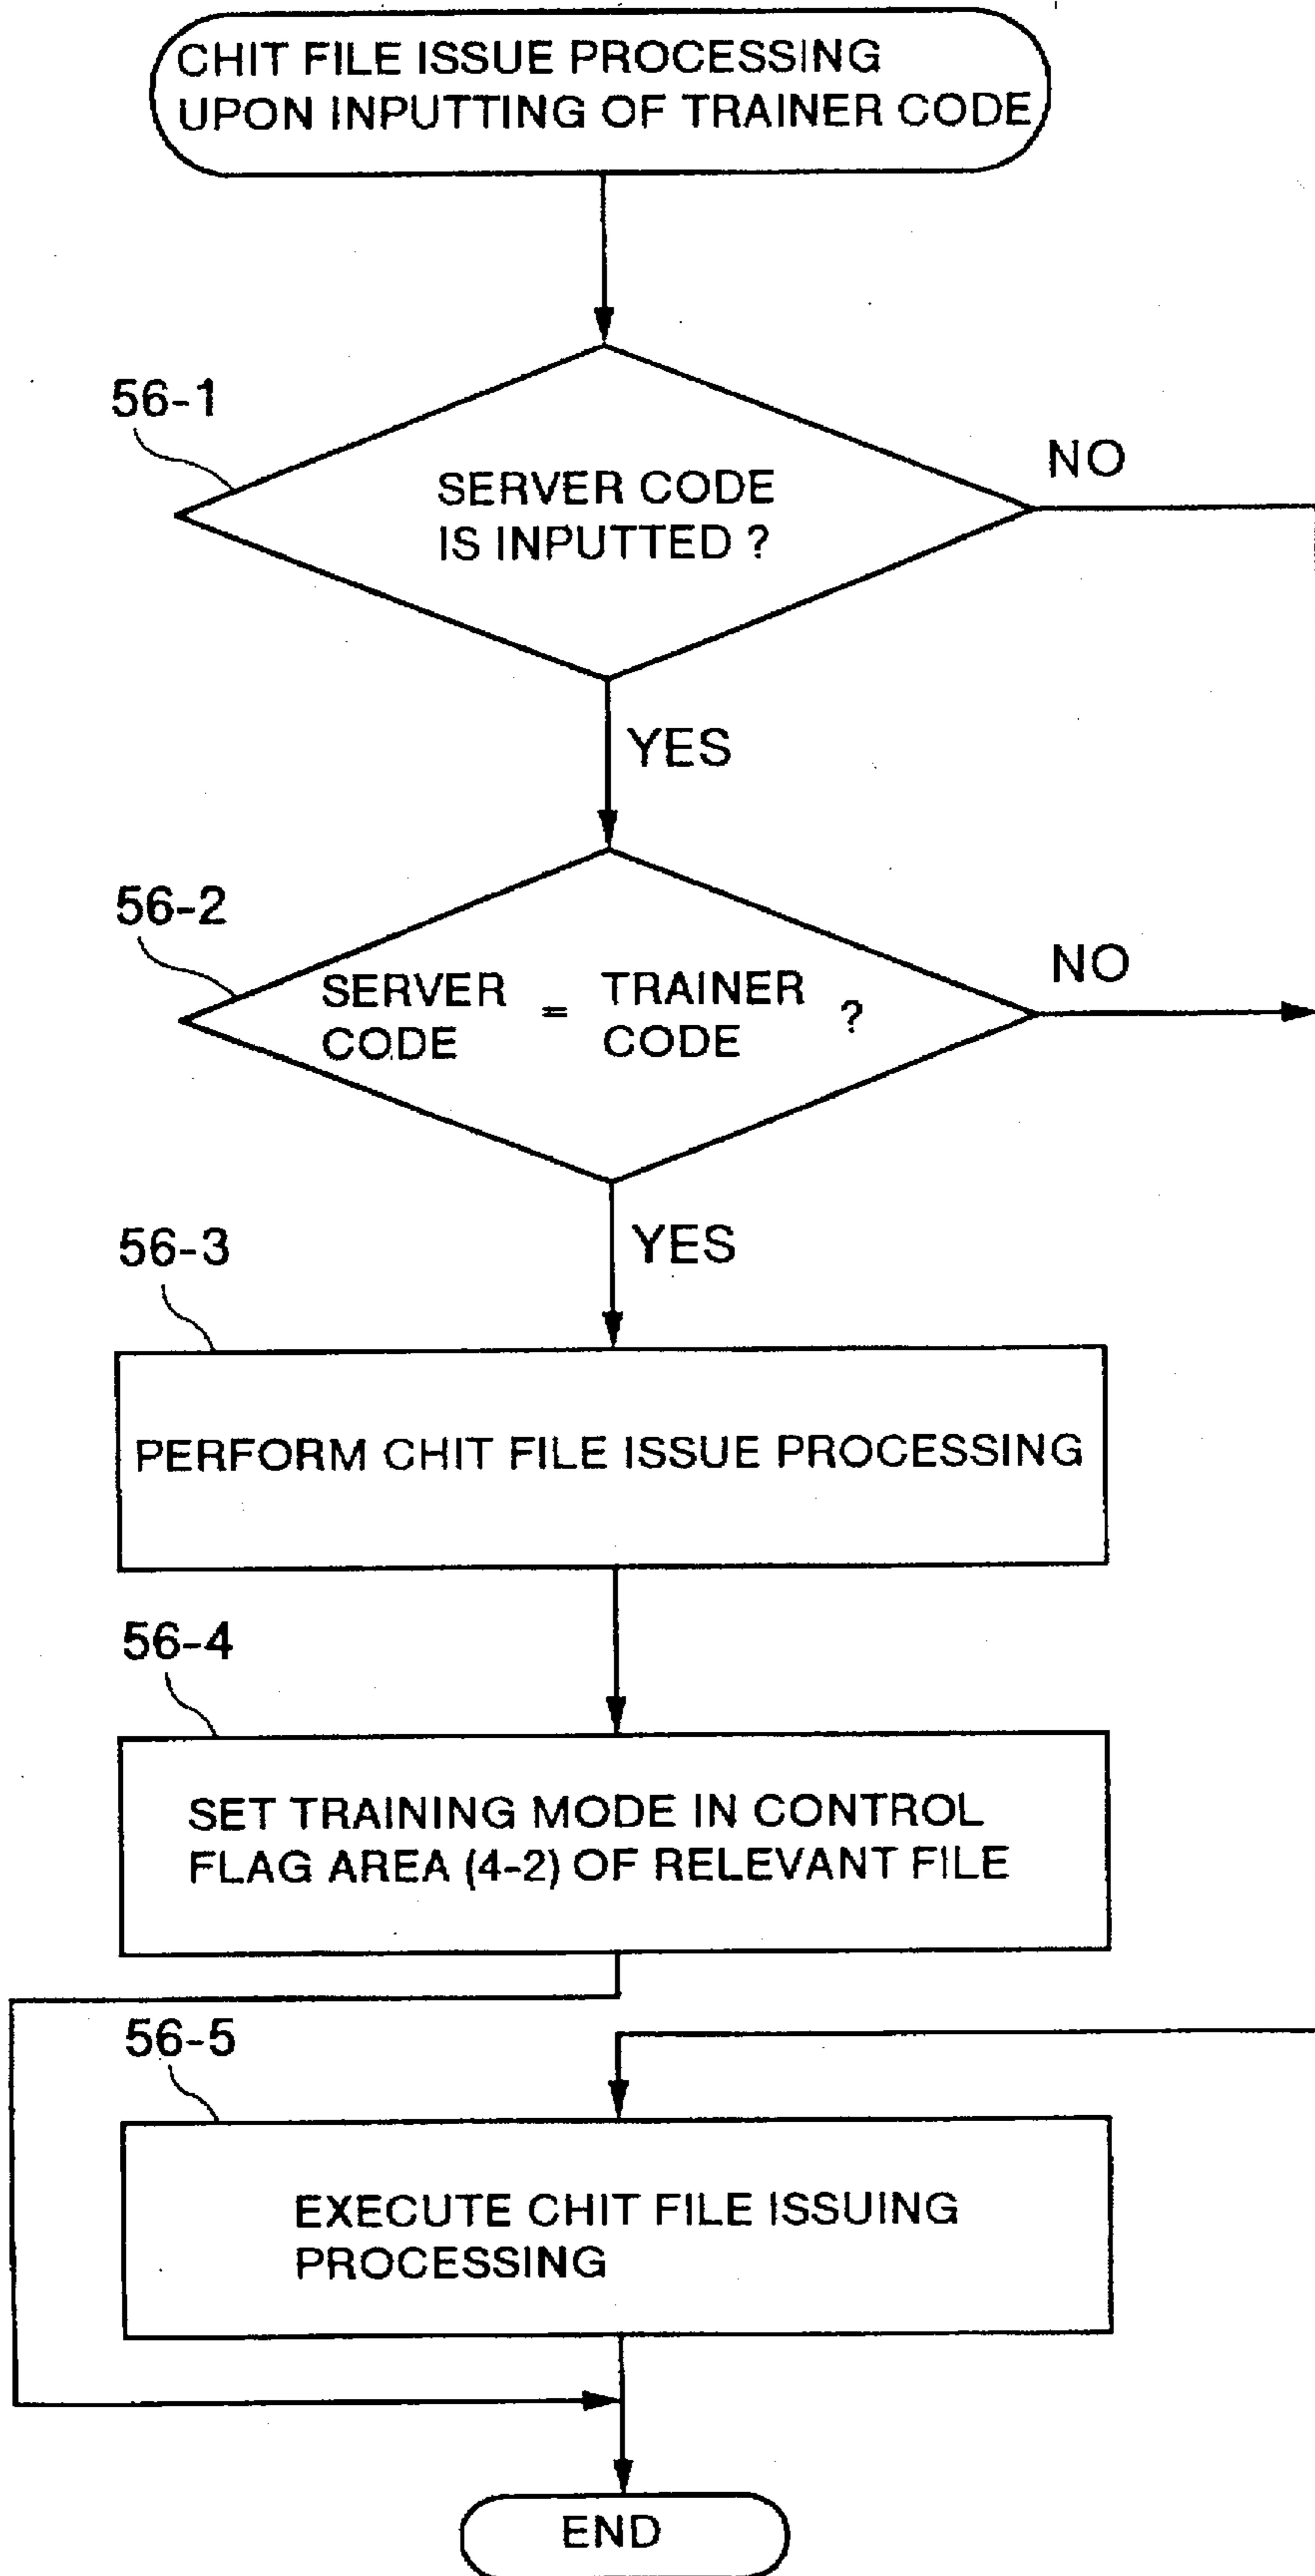 CHIT FILE ISSUE PROCESSING
UPON INPUTTING OF TRAINER CODE
56-1
NO
SERVER CODE
IS INPUTTED ?
YES
56-2
NO
SERVER = TRAINER ?
CODE CODE
YES
56-3
PERFORM CHIT FILE ISSUE PROCESSING
56-4
SET TRAINING MODE IN CONTROL
FLAG AREA (4-2) OF RELEVANT FILE
56-5
EXECUTE CHIT FILE ISSUING
PROCESSING
END